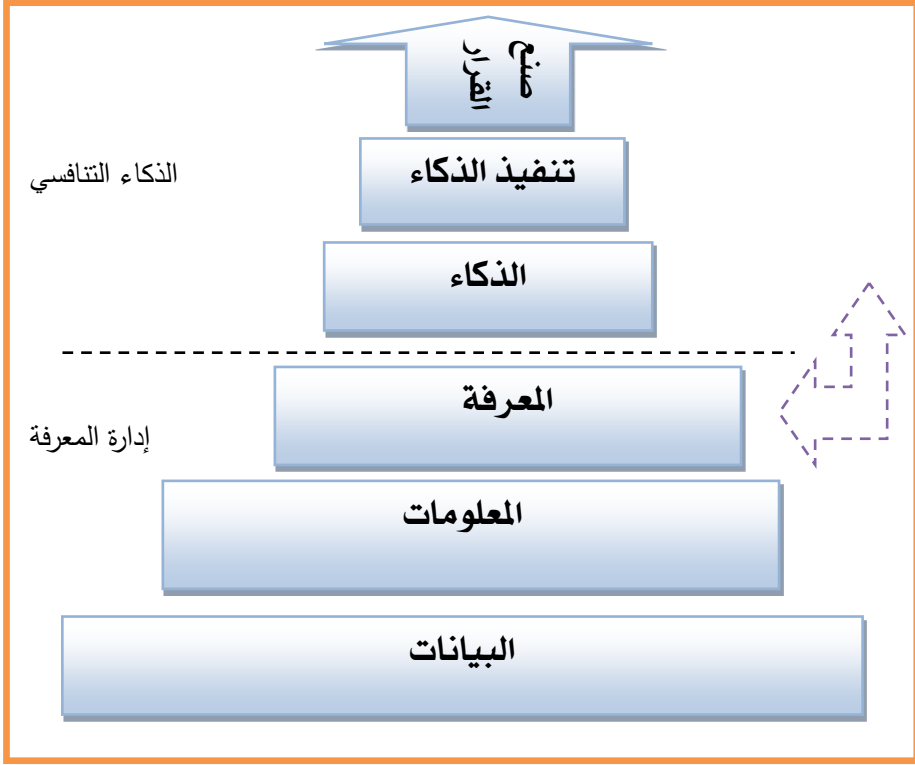 صنع
القرار
تنفيذ الذكاء
الذكاء التنافسي
الذكاء
المعرفة
إدارة المعرفة
المعلومات
البيانات